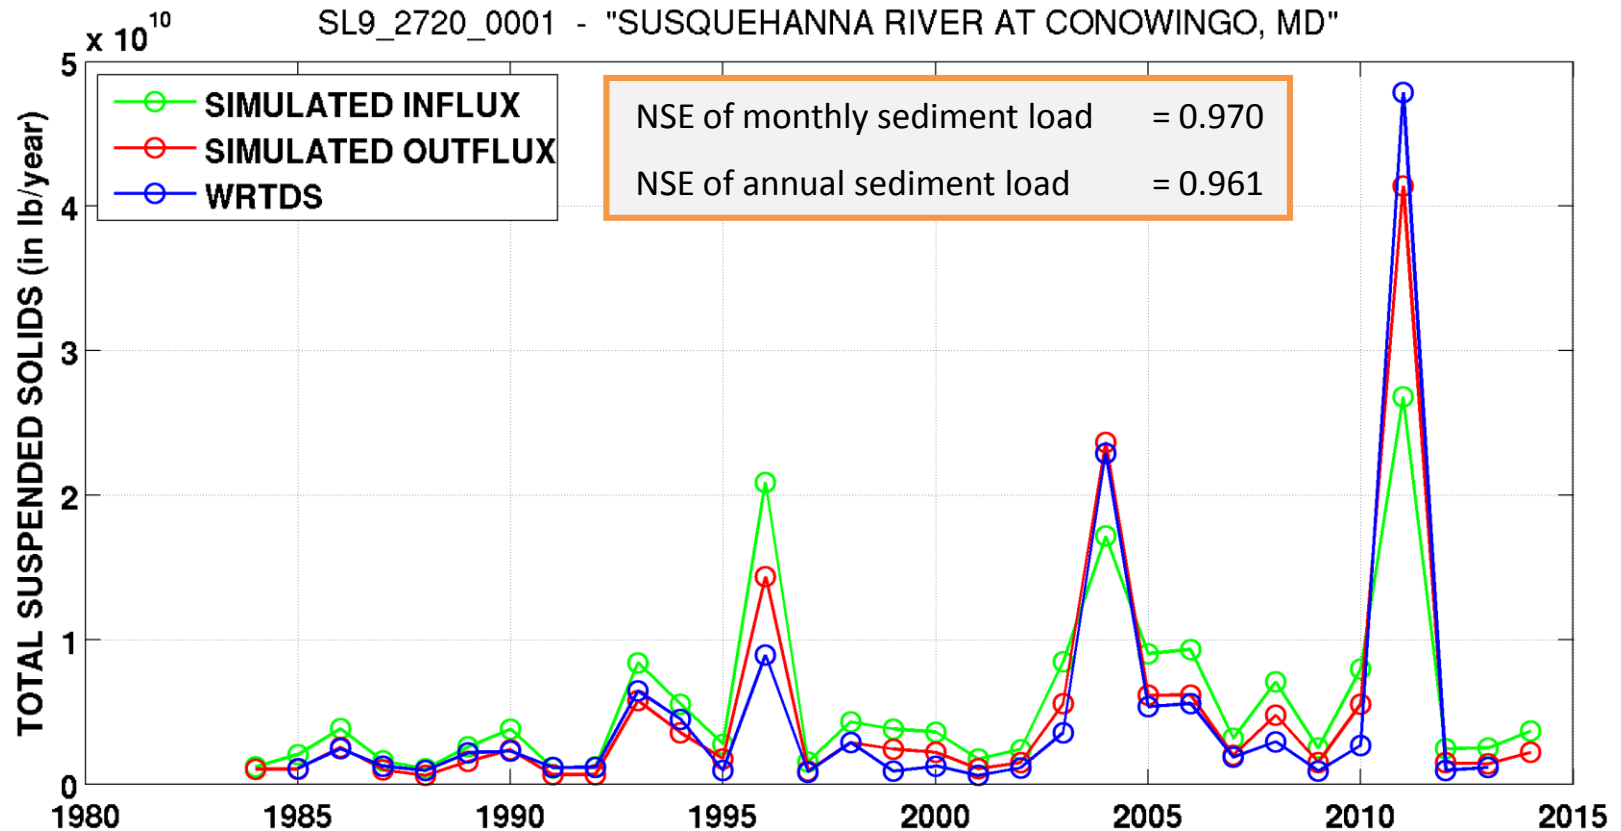 SL9_2720_0001 - "SUSQUEHANNA RIVER AT CONOWINGO, MD"
x 10^10
SIMULATED INFLUX
SIMULATED OUTFLUX
WRTDS
NSE of monthly sediment load = 0.970
NSE of annual sediment load = 0.961
TOTAL SUSPENDED SOLIDS (in lb/year)
5
4
3
2
1
0
1980 1985 1990 1995 2000 2005 2010 2015